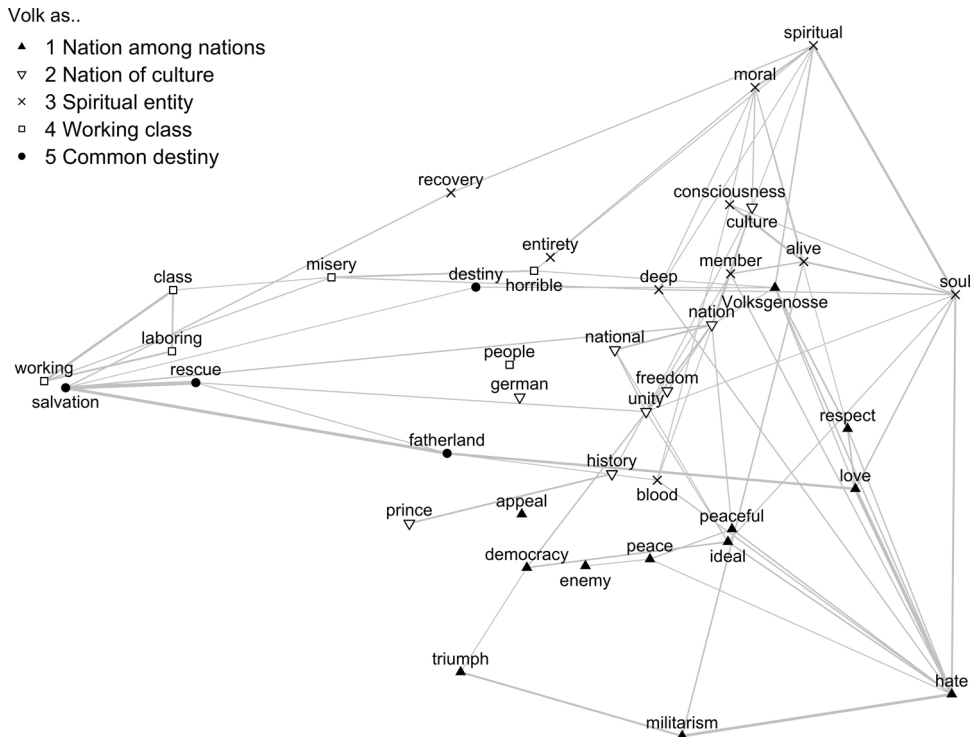 Volk as..
1 Nation among nations
2 Nation of culture
3 Spiritual entity
4 Working class
5 Common destiny
spiritual
moral
recovery
consciousness
culture
entirety
alive
member
class
misery
destiny
horrible
deep
soul
Volksgenosse
nation
laboring
national
people
working
rescue
salvation
german
freedom
unity
respect
fatherland
history
love
blood
appeal
prince
peaceful
democracy
peace
ideal
enemy
triumph
hate
militarism